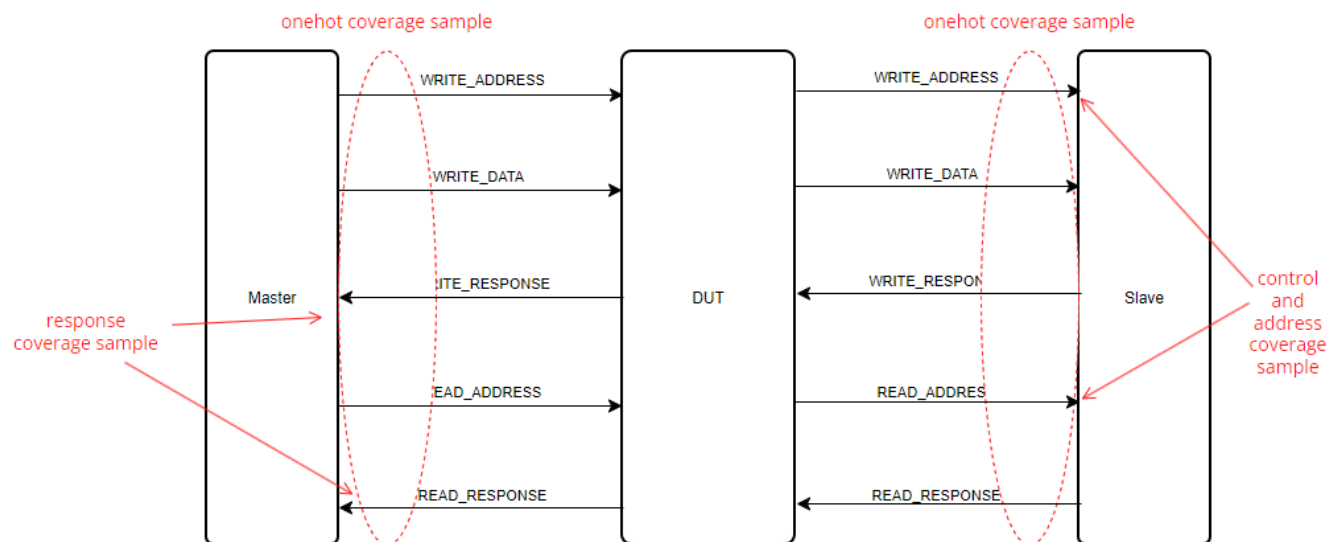 onehot coverage sample
onehot coverage sample
WRITE_ADDRESS
WRITE_ADDRESS
WRITE_DATA
WRITE_DATA
ITE_RESPONSE
WRITE_RESPON
Master
DUT
Slave
response
coverage sample
control
and
address
coverage
sample
EAD_ADDRESS
READ_ADDRES
READ_RESPONSE
READ_RESPONSE